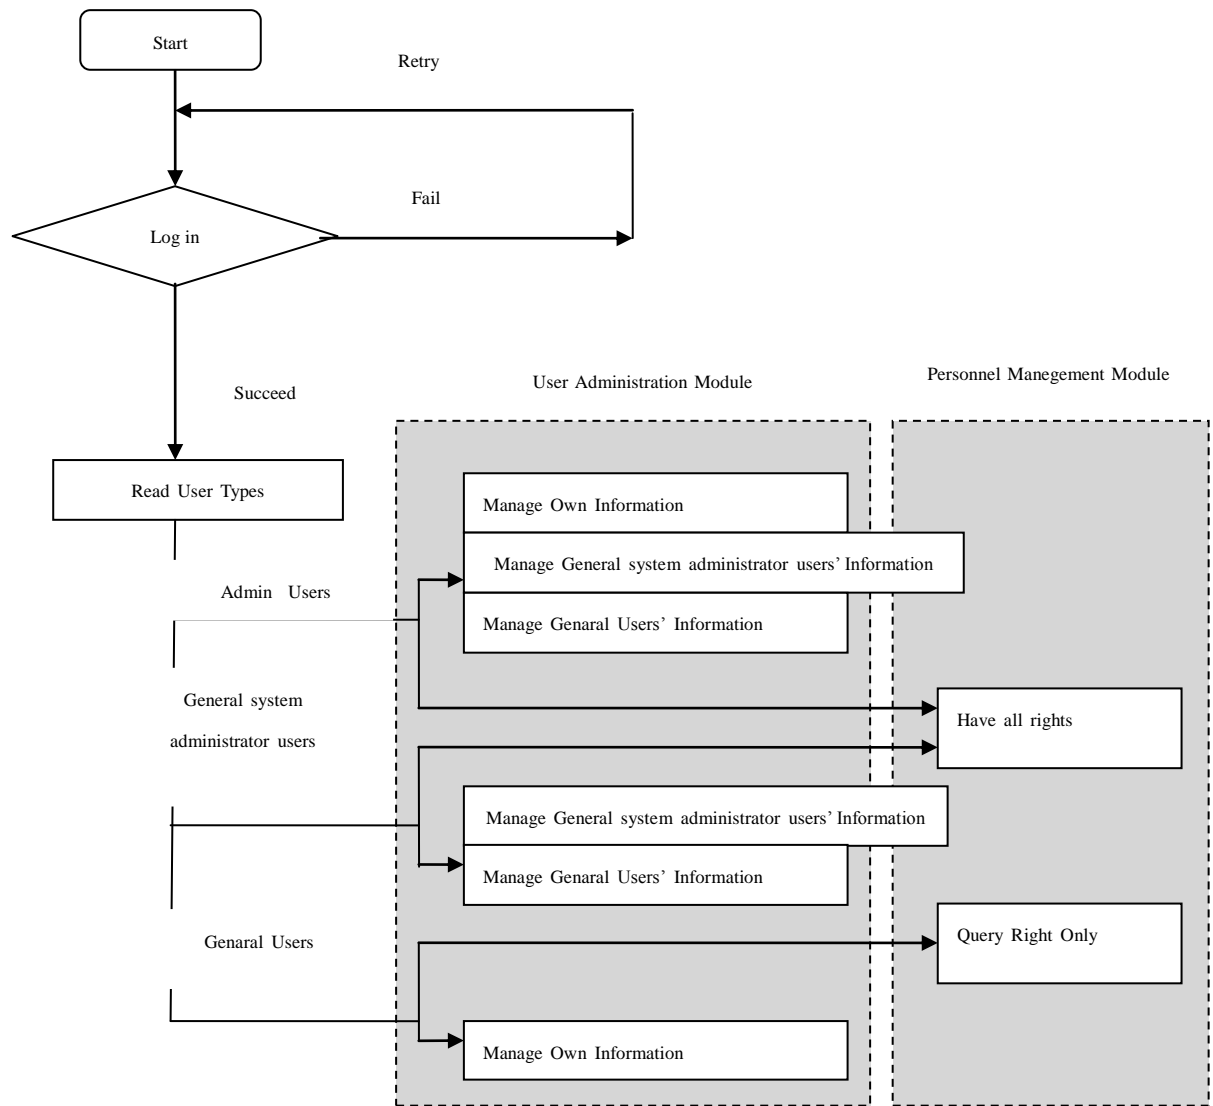 Start
Retry
Fail
Log in
Succeed
User Administration Module
Personnel Manegement Module
Read User Types
Manage Own Information
Manage General system administrator users' Information
Admin Users
Manage Genaral Users' Information
General system
administrator users
Have all rights
Manage General system administrator users' Information
Manage Genaral Users' Information
Genaral Users
Query Right Only
Manage Own Information